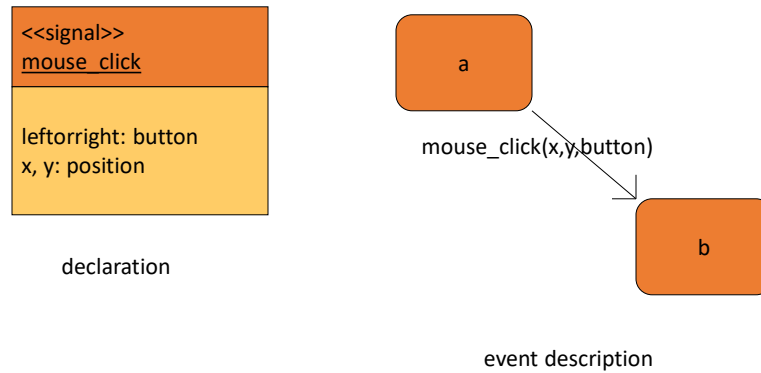 <<signal>>
mouse_click
leftorright: button
x, y: position
declaration
a
mouse_click(x,y,button)
b
event description